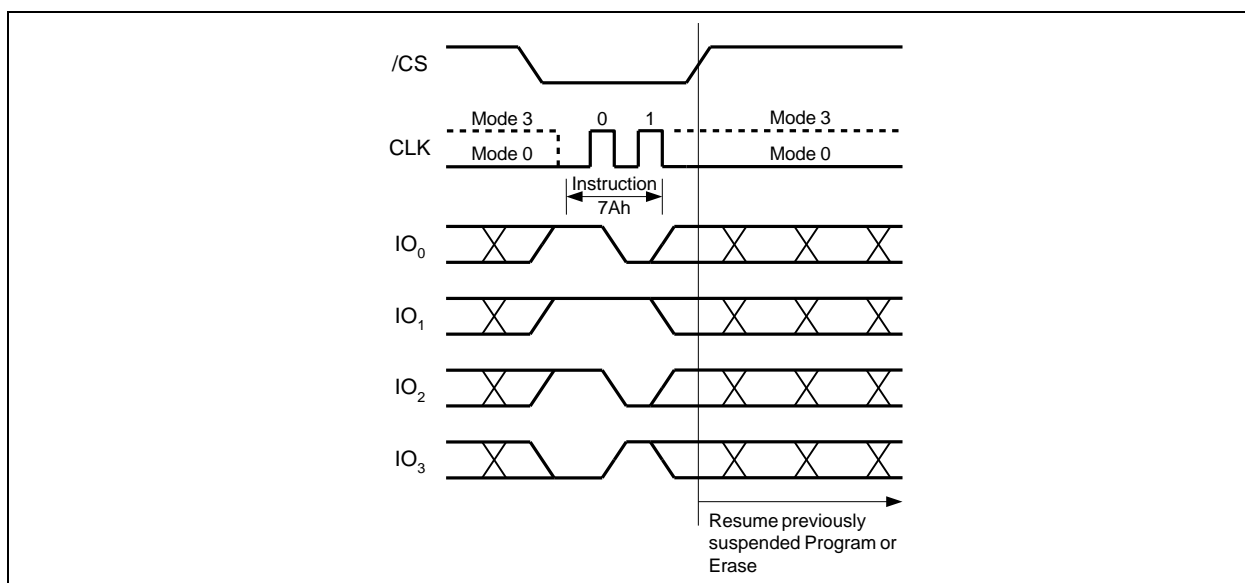 /CS
Mode 3 0 1 Mode 3
CLK
Mode 0 Mode 0
Instruction
7Ah
IO0
IO1
IO2
IO3
Resume previously
suspended Program or
Erase